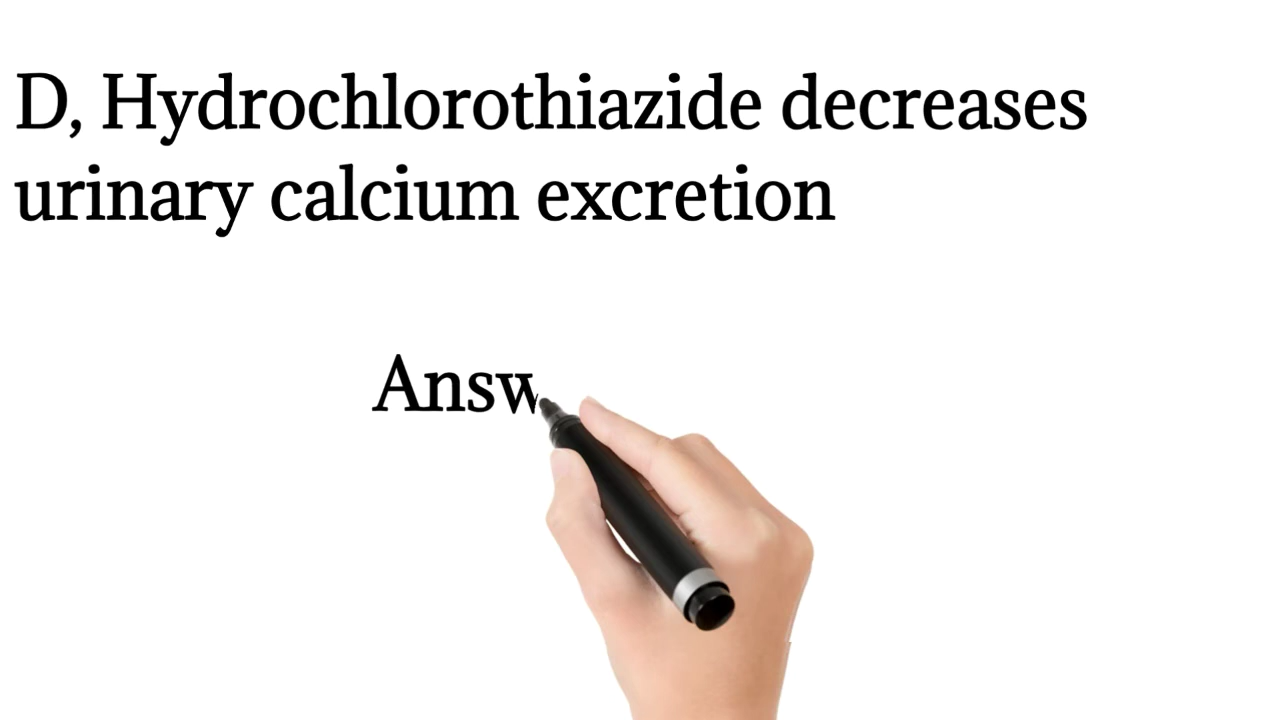 D, Hydrochlorothiazide decreases
urinary calcium excretion
Answ